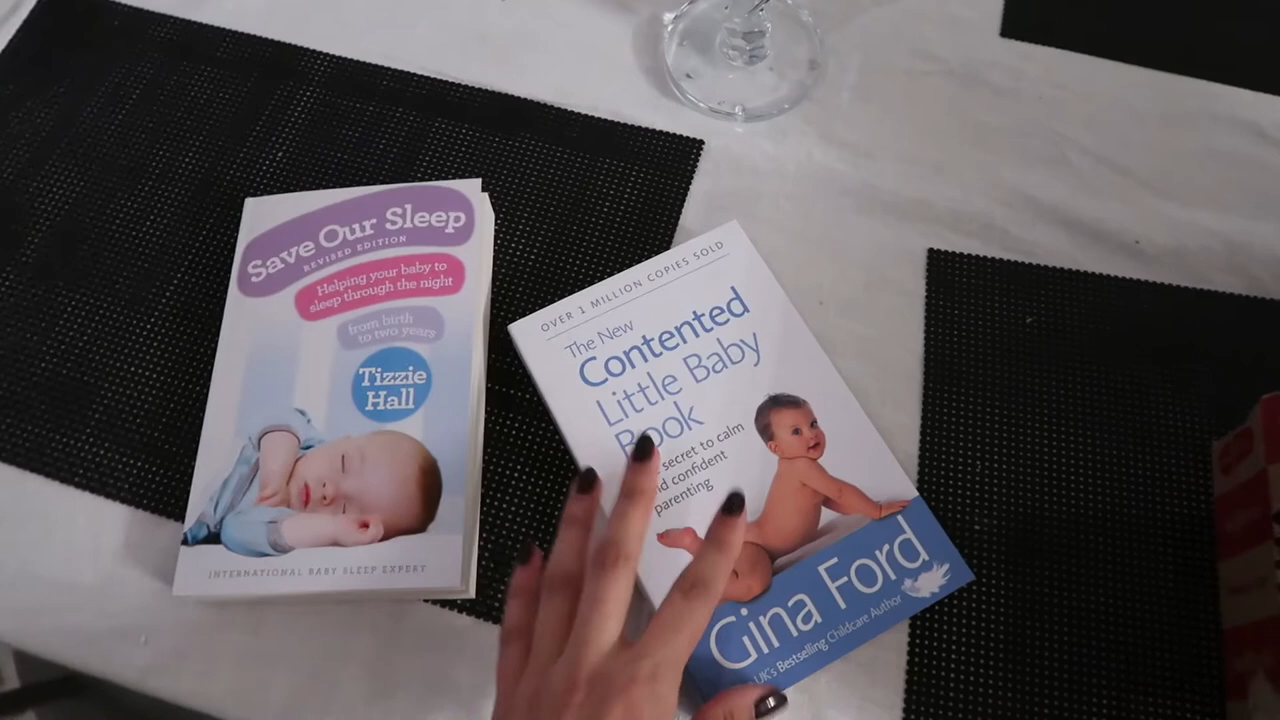 Save Our Sleep
REVISED EDITION
Helping your baby to
sleep through the night
from birth
to two years
Tizzie
Hall
INTERNATIONAL BABY SLEEP EXPERT
OVER 1 MILLION COPIES SOLD
The New
Contented
Little Baby
Book
secret to calm
and confident
parenting
Gina Ford
UK's Bestselling Childcare Author